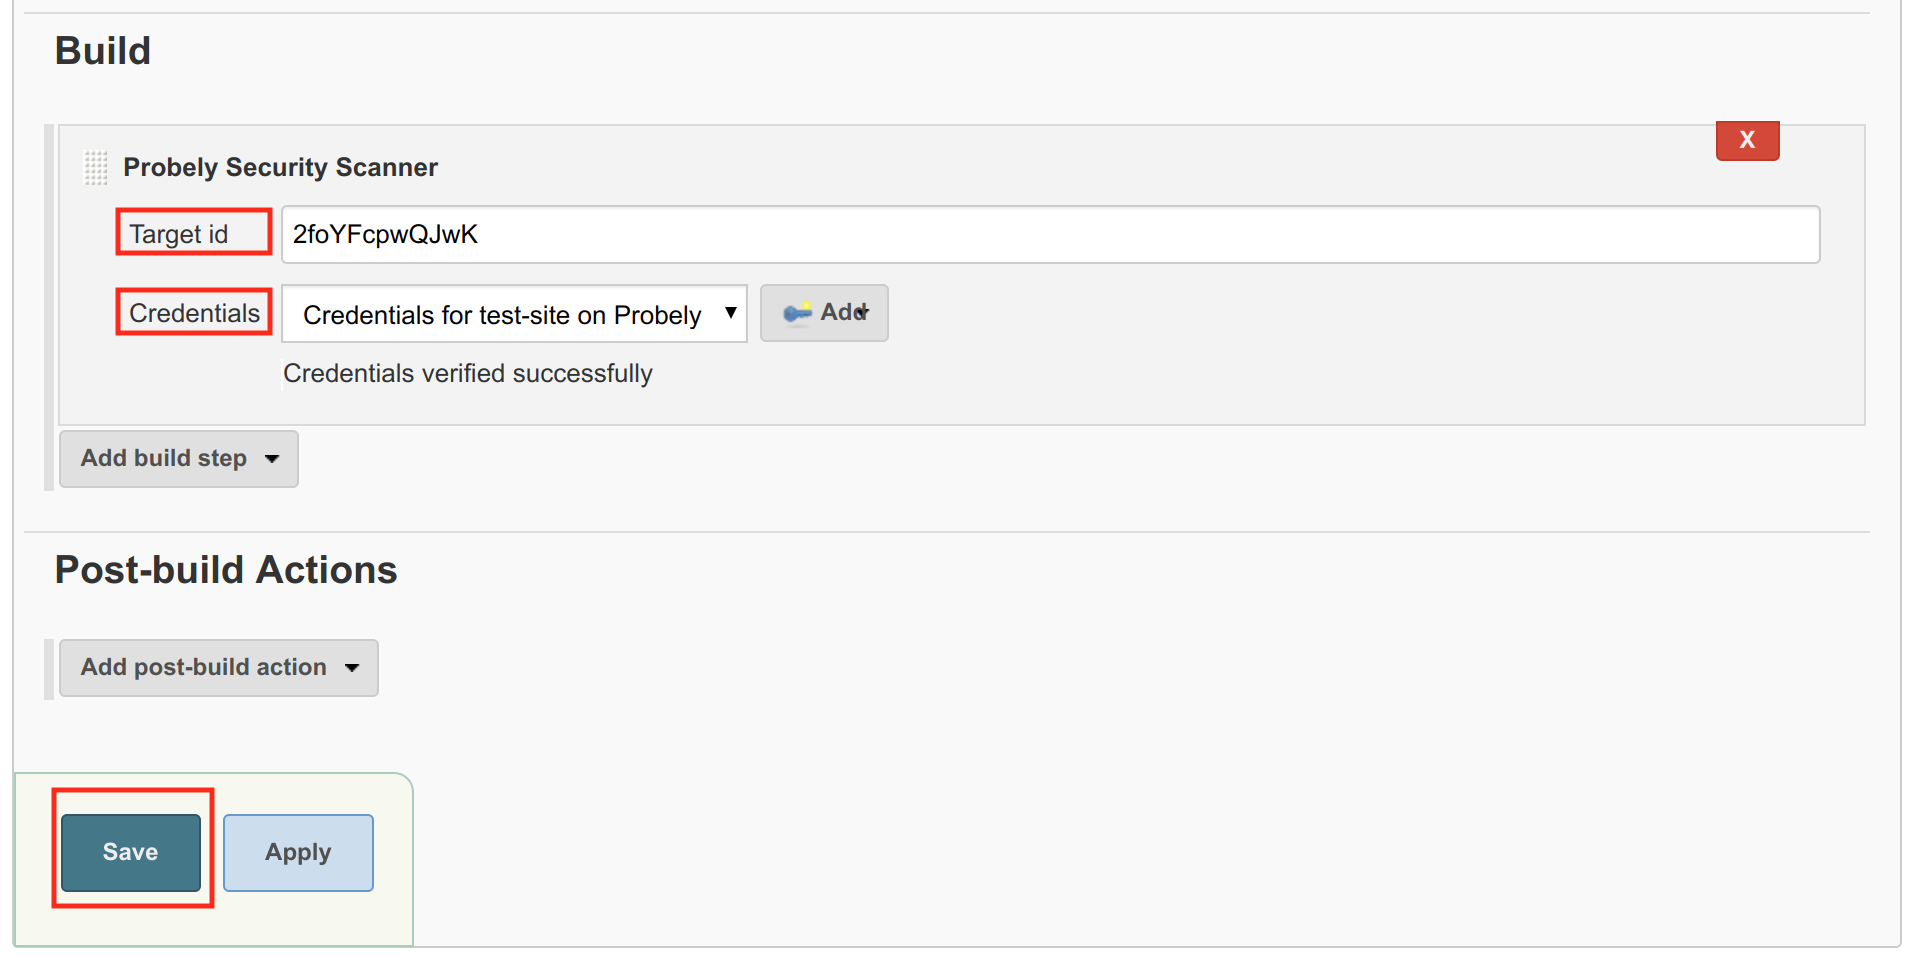 Build
X
Probely Security Scanner
Target id 2foYFcpwQJwK
Credentials Credentials for test-site on Probely Add
Credentials verified successfully
Add build step
Post-build Actions
Add post-build action
Save Apply